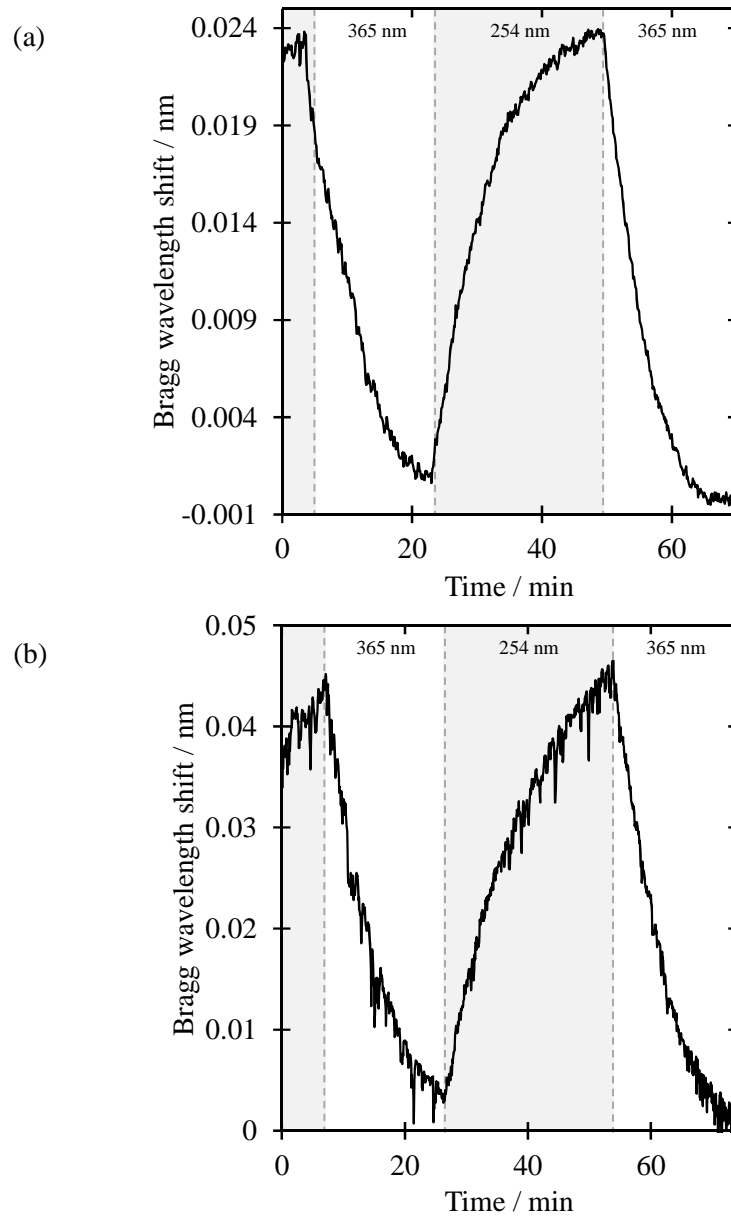 (a)
365 nm 254 nm 365 nm
0.024
0.019
0.014
0.009
0.004
-0.001
Bragg wavelength shift / nm
0 20 40 60
Time / min
(b)
365 nm 254 nm 365 nm
0.05
0.04
0.03
0.02
0.01
0
Bragg wavelength shift / nm
0 20 40 60
Time / min